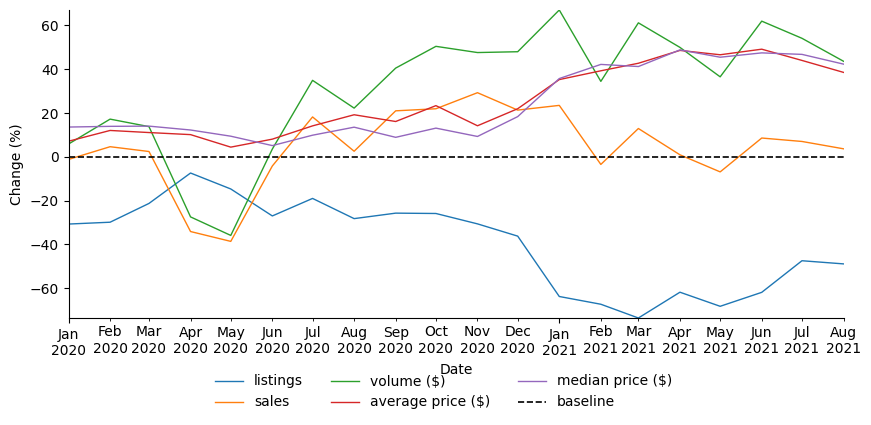 60
40
20
0
−20
−40
−60
Change (%)
Jan Feb Mar Apr May Jun Jul Aug Sep Oct Nov Dec Jan Feb Mar Apr May Jun Jul Aug
2020 2020 2020 2020 2020 2020 2020 2020 2020 2020 2020 2020 2021 2021 2021 2021 2021 2021 2021 2021
Date
listings volume ($) median price ($)
sales average price ($) baseline